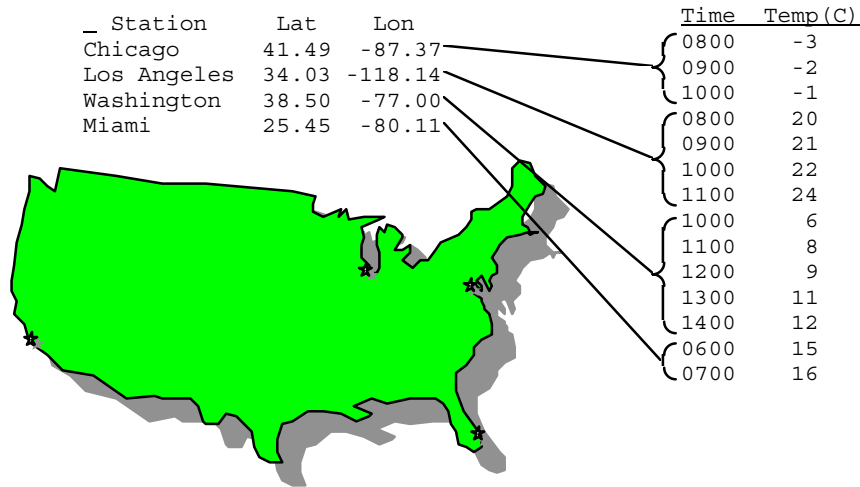 _ Station Lat Lon
Chicago 41.49 -87.37
Los Angeles 34.03 -118.14
Washington 38.50 -77.00
Miami 25.45 -80.11
Time Temp(C)
0800 -3
0900 -2
1000 -1
0800 20
0900 21
1000 22
1100 24
1000 6
1100 8
1200 9
1300 11
1400 12
0600 15
0700 16